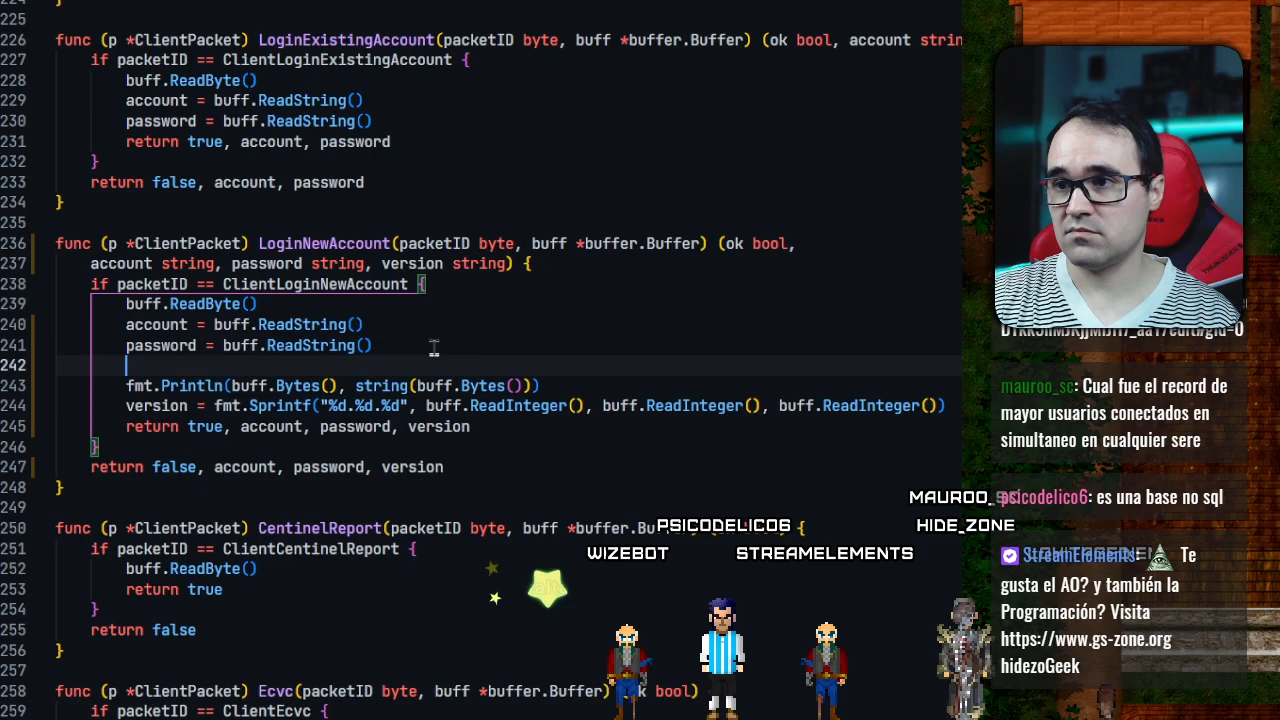 224 }
225
226 func (p *ClientPacket) LoginExistingAccount(packetID byte, buff *buffer.Buffer) (ok bool, account strin
227 if packetID == ClientLoginExistingAccount {
228 buff.ReadByte()
229 account = buff.ReadString()
230 password = buff.ReadString()
231 return true, account, password
232 }
233 return false, account, password
234 }
235
236 func (p *ClientPacket) LoginNewAccount(packetID byte, buff *buffer.Buffer) (ok bool,
237 account string, password string, version string) {
238 if packetID == ClientLoginNewAccount {
239 buff.ReadByte()
240 account = buff.ReadString()
241 password = buff.ReadString()
242
243 fmt.Println(buff.Bytes(), string(buff.Bytes()))
244 version = fmt.Sprintf("%d.%d.%d", buff.ReadInteger(), buff.ReadInteger(), buff.ReadInteger())
245 return true, account, password, version
246 }
247 return false, account, password, version
248 }
249
250 func (p *ClientPacket) CentinelReport(packetID byte, buff *buffer.Bu {
251 if packetID == ClientCentinelReport {
252 buff.ReadByte()
253 return true
254 }
255 return false
256 }
257
258 func (p *ClientPacket) Ecvc(packetID byte, buff *buffer.Buffer) k bool)
259 if packetID == ClientEcvc {
mauroo_sc: Cual fue el record de
mayor usuarios conectados en
simultaneo en cualquier sere
psicodelico6: es una base no sql
StreamElements: Te
gusta el AO? y también la
Programación? Visita
https://www.gs-zone.org
hidezoGeek
MAUROO_
PSICODELICO6
HIDE_ZONE
WIZEBOT
STREAMELEMENTS